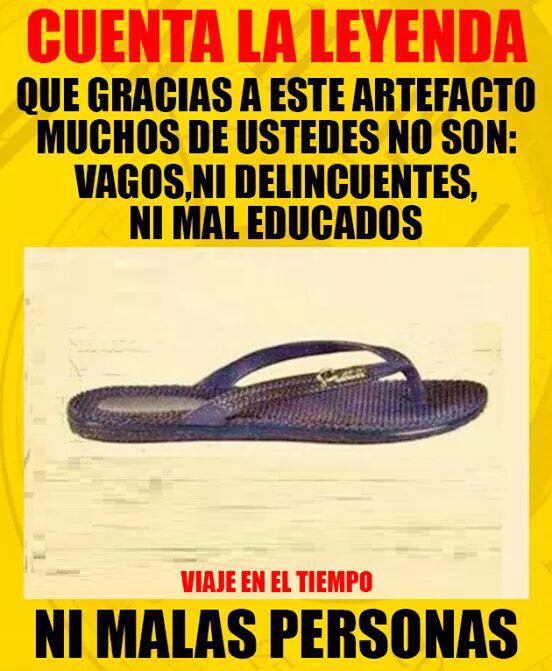 CUENTA LA LEYENDA
QUE GRACIAS A ESTE ARTEFACTO
MUCHOS DE USTEDES NO SON:
VAGOS,NI DELINCUENTES,
NI MAL EDUCADOS
VIAJE EN EL TIEMPO
NI MALAS PERSONAS